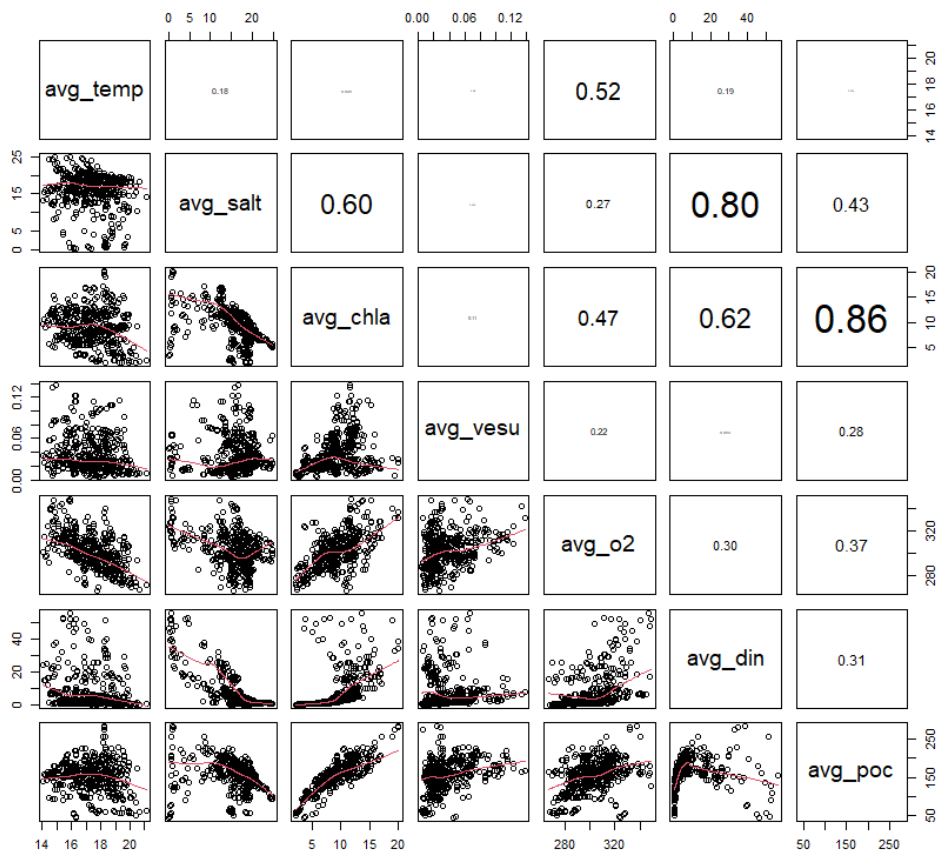 0 5 10 20
0.00 0.06 0.12
0 20 40
avg_temp 0.18 0.52 0.19
14 16 18 20
0 5 15 20 25
avg_salt 0.60 0.27 0.80 0.43
avg_chla 0.47 0.62 0.86
5 10 15 20
0.00 0.06 0.12
avg_vesu 0.22 0.28
avg_o2 0.30 0.37
280 320
0 20 40
avg_din 0.31
avg_poc
50 150 250
14 16 18 20
5 10 15 20
280 320
50 150 250